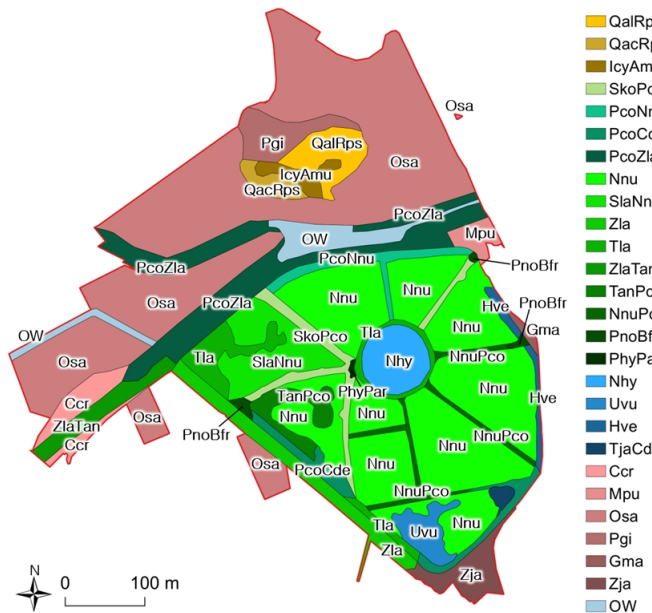 Osa
Pgi
QalRps
Osa
IcyAmu
QacRps
PcoZla
OW
Mpu
PcoZla
PcoNnu
PnoBfr
Osa
PcoZla
Nnu
Nnu
Hve
PnoBfr
OW
SkoPco
Tla
Nnu
Gma
Osa
Tla
SlaNnu
Nhy
NnuPco
PhyPar
Nnu
Hve
Ccr
TanPco
Nnu
Nnu
ZlaTan
Osa
PnoBfr
NnuPco
Ccr
Osa
PcoCde
Nnu
Nnu
NnuPco
Tla
Uvu
Nnu
Zla
Zja
N
0 100 m
QalRp
QacRp
IcyAm
SkoPc
PcoNn
PcoCd
PcoZla
Nnu
SlaNn
Zla
Tla
ZlaTan
TanPc
NnuPc
PnoBf
PhyPa
Nhy
Uvu
Hve
TjaCd
Ccr
Mpu
Osa
Pgi
Gma
Zja
OW